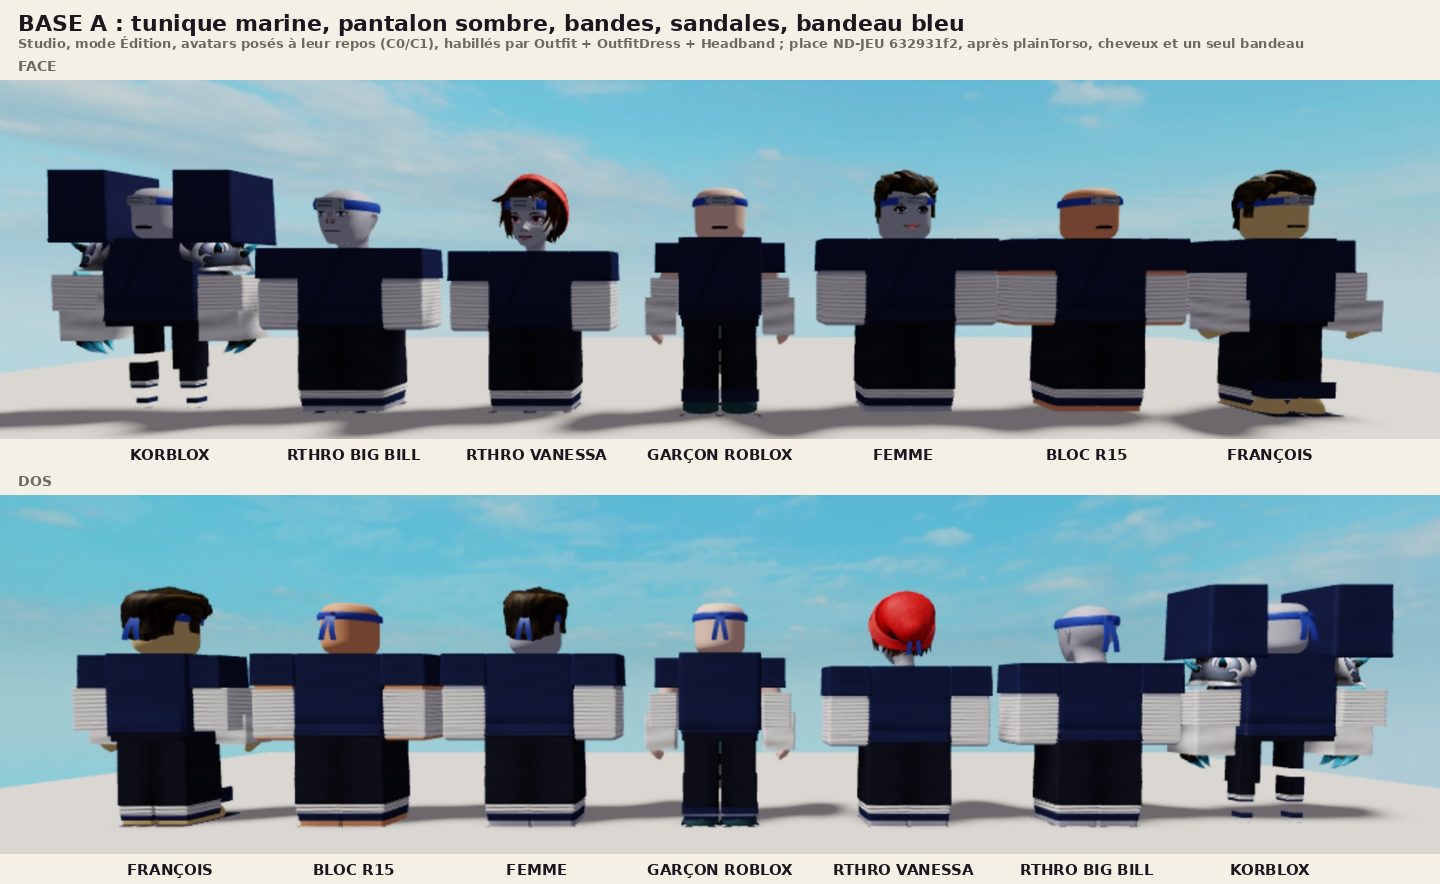 BASE A : tunique marine, pantalon sombre, bandes, sandales, bandeau bleu
Studio, mode Édition, avatars posés à leur repos (C0/C1), habillés par Outfit + OutfitDress + Headband ; place ND-JEU 632931f2, après plainTorso, cheveux et un seul bandeau
FACE
KORBLOX RTHRO BIG BILL RTHRO VANESSA GARÇON ROBLOX FEMME BLOC R15 FRANÇOIS
DOS
FRANÇOIS BLOC R15 FEMME GARÇON ROBLOX RTHRO VANESSA RTHRO BIG BILL KORBLOX